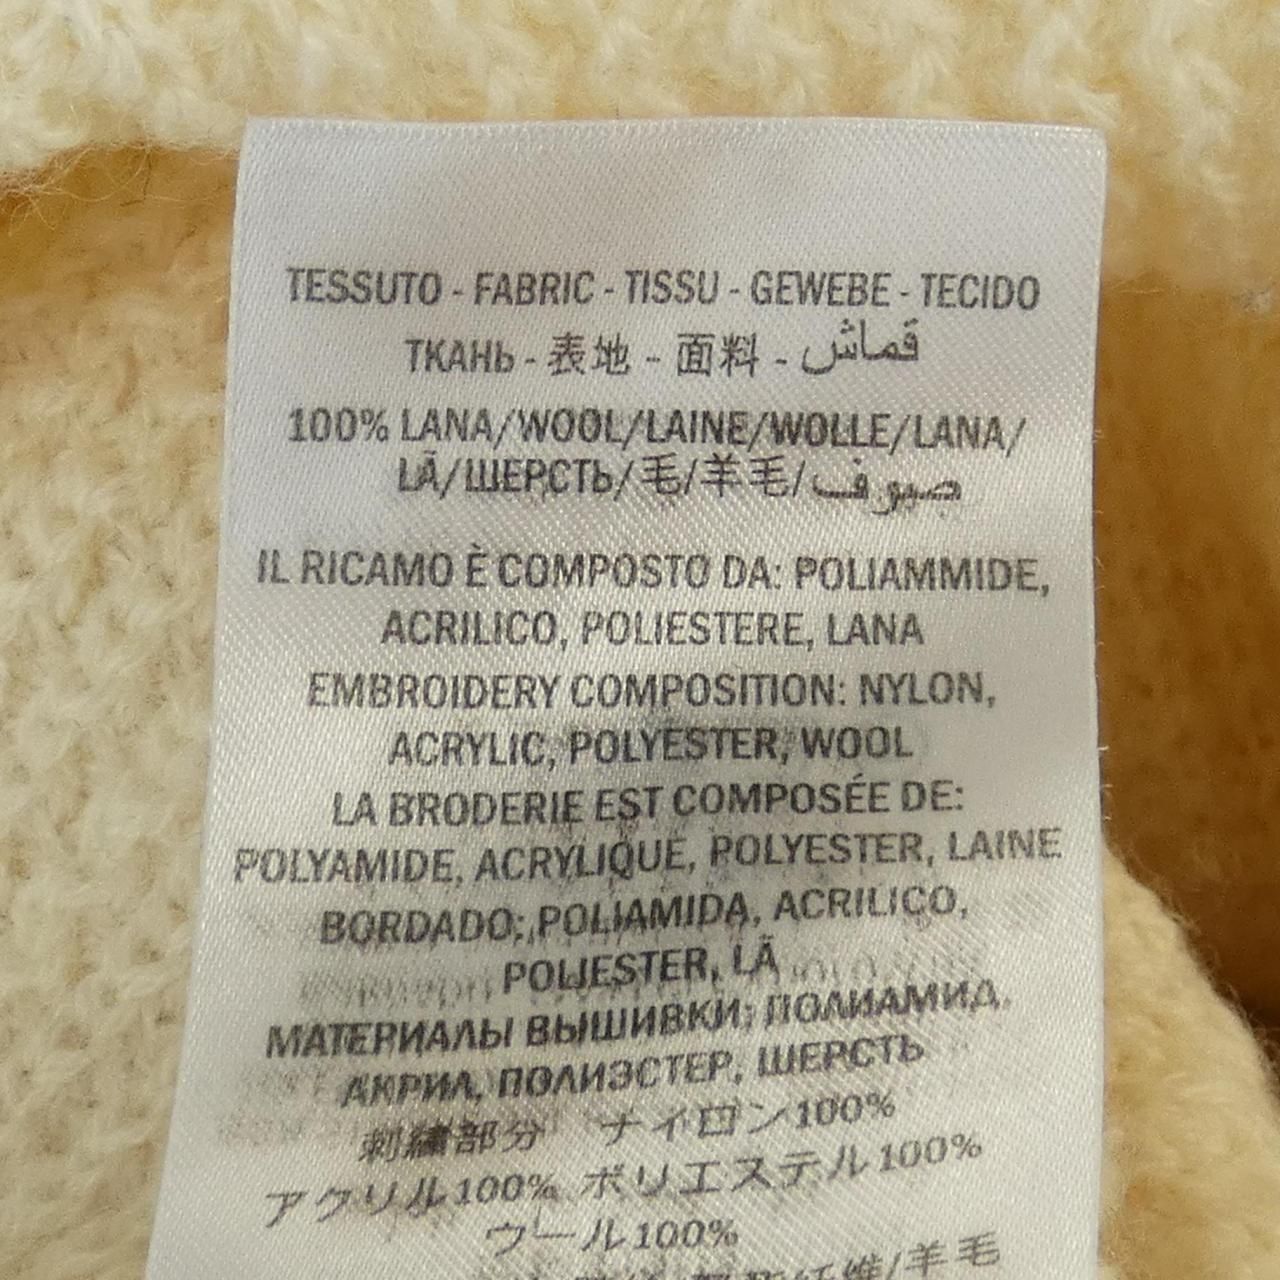 TESSUTO - FABRIC - TISSU - GEWEBE - TECIDO
ТКАНЬ - 表地 - 面料 - قماش
100% LANA/WOOL/LAINE/WOLLE/LANA/
LÃ/ШЕРСТЬ/毛/羊毛/صوف
IL RICAMO È COMPOSTO DA: POLIAMMIDE,
ACRILICO, POLIESTERE, LANA
EMBROIDERY COMPOSITION: NYLON,
ACRYLIC, POLYESTER, WOOL
LA BRODERIE EST COMPOSÉE DE:
POLYAMIDE, ACRYLIQUE, POLYESTER, LAINE
BORDADO: POLIAMIDA, ACRILICO,
POLIESTER, LÃ
МАТЕРИАЛЫ ВЫШИВКИ: ПОЛИАМИД,
АКРИЛ, ПОЛИЭСТЕР, ШЕРСТЬ
刺繍部分 ナイロン100%
アクリル100% ポリエステル100%
ウール100%
纤维/羊毛